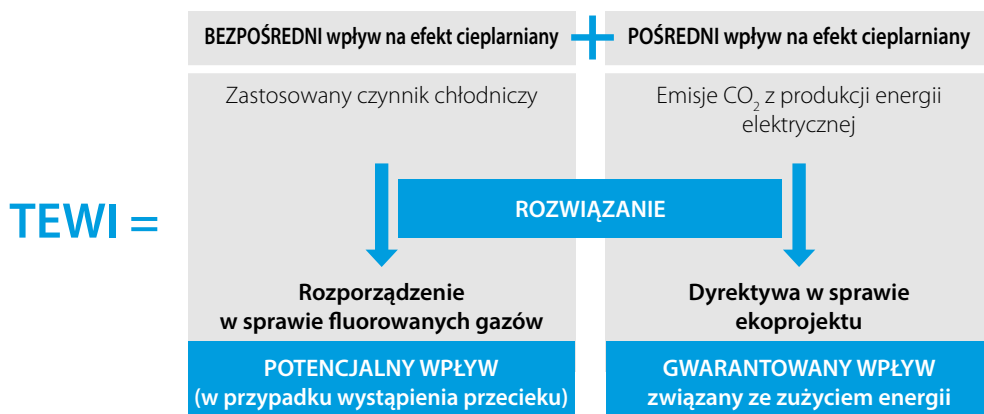 BEZPOŚREDNI wpływ na efekt cieplarniany + POŚREDNI wpływ na efekt cieplarniany
Zastosowany czynnik chłodniczy
Emisje CO₂ z produkcji energii
elektrycznej
TEWI =
ROZWIĄZANIE
Rozporządzenie
w sprawie fluorowanych gazów
Dyrektywa w sprawie
ekoprojektu
POTENCJALNY WPŁYW
(w przypadku wystąpienia przecieku)
GWARANTOWANY WPŁYW
związany ze zużyciem energii